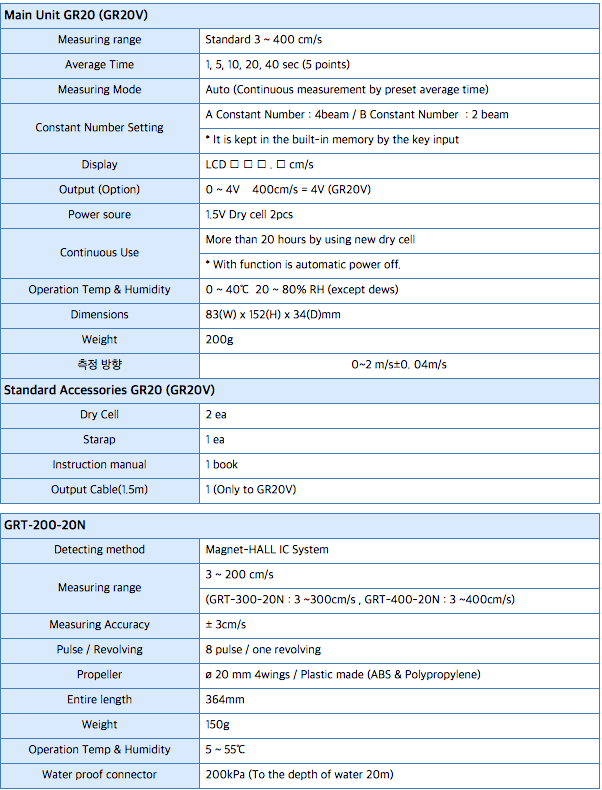 Main Unit GR20 (GR20V)
Measuring range Standard 3 ~ 400 cm/s
Average Time 1, 5, 10, 20, 40 sec (5 points)
Measuring Mode Auto (Continuous measurement by preset average time)
Constant Number Setting A Constant Number : 4beam / B Constant Number : 2 beam
* It is kept in the built-in memory by the key input
Display LCD □ □ □ . □ cm/s
Output (Option) 0 ~ 4V 400cm/s = 4V (GR20V)
Power soure 1.5V Dry cell 2pcs
Continuous Use More than 20 hours by using new dry cell
* With function is automatic power off.
Operation Temp & Humidity 0 ~ 40℃ 20 ~ 80% RH (except dews)
Dimensions 83(W) x 152(H) x 34(D)mm
Weight 200g
측정 방향 0~2 m/s±0. 04m/s
Standard Accessories GR20 (GR20V)
Dry Cell 2 ea
Starap 1 ea
Instruction manual 1 book
Output Cable(1.5m) 1 (Only to GR20V)
GRT-200-20N
Detecting method Magnet-HALL IC System
Measuring range 3 ~ 200 cm/s
(GRT-300-20N : 3 ~300cm/s , GRT-400-20N : 3 ~400cm/s)
Measuring Accuracy ± 3cm/s
Pulse / Revolving 8 pulse / one revolving
Propeller ø 20 mm 4wings / Plastic made (ABS & Polypropylene)
Entire length 364mm
Weight 150g
Operation Temp & Humidity 5 ~ 55℃
Water proof connector 200kPa (To the depth of water 20m)